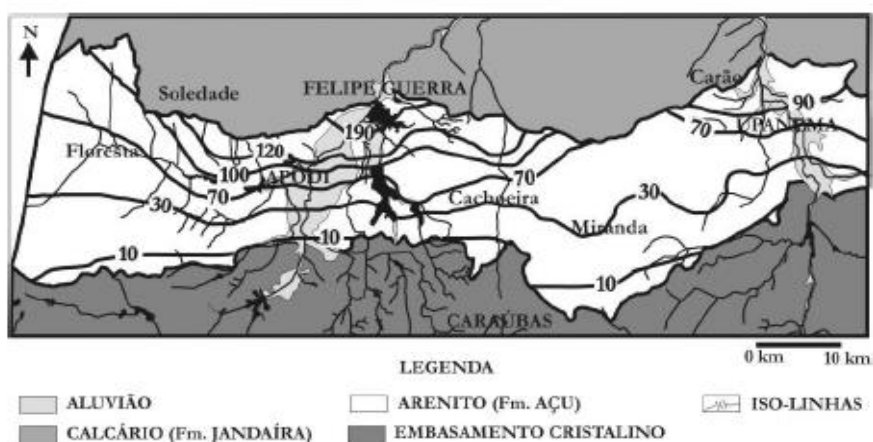 N
Soledade
FELIPE GUERRA
Carão
190
90
120
70
UPANEMA
Floresta
100
APODI
70
70
Cachoeira
30
30
Miranda
10
10
10
CARAÚBAS
0 km 10 km
LEGENDA
ALUVIÃO
ARENITO (Fm. AÇU)
ISO-LINHAS
CALCÁRIO (Fm. JANDAÍRA)
EMBASAMENTO CRISTALINO